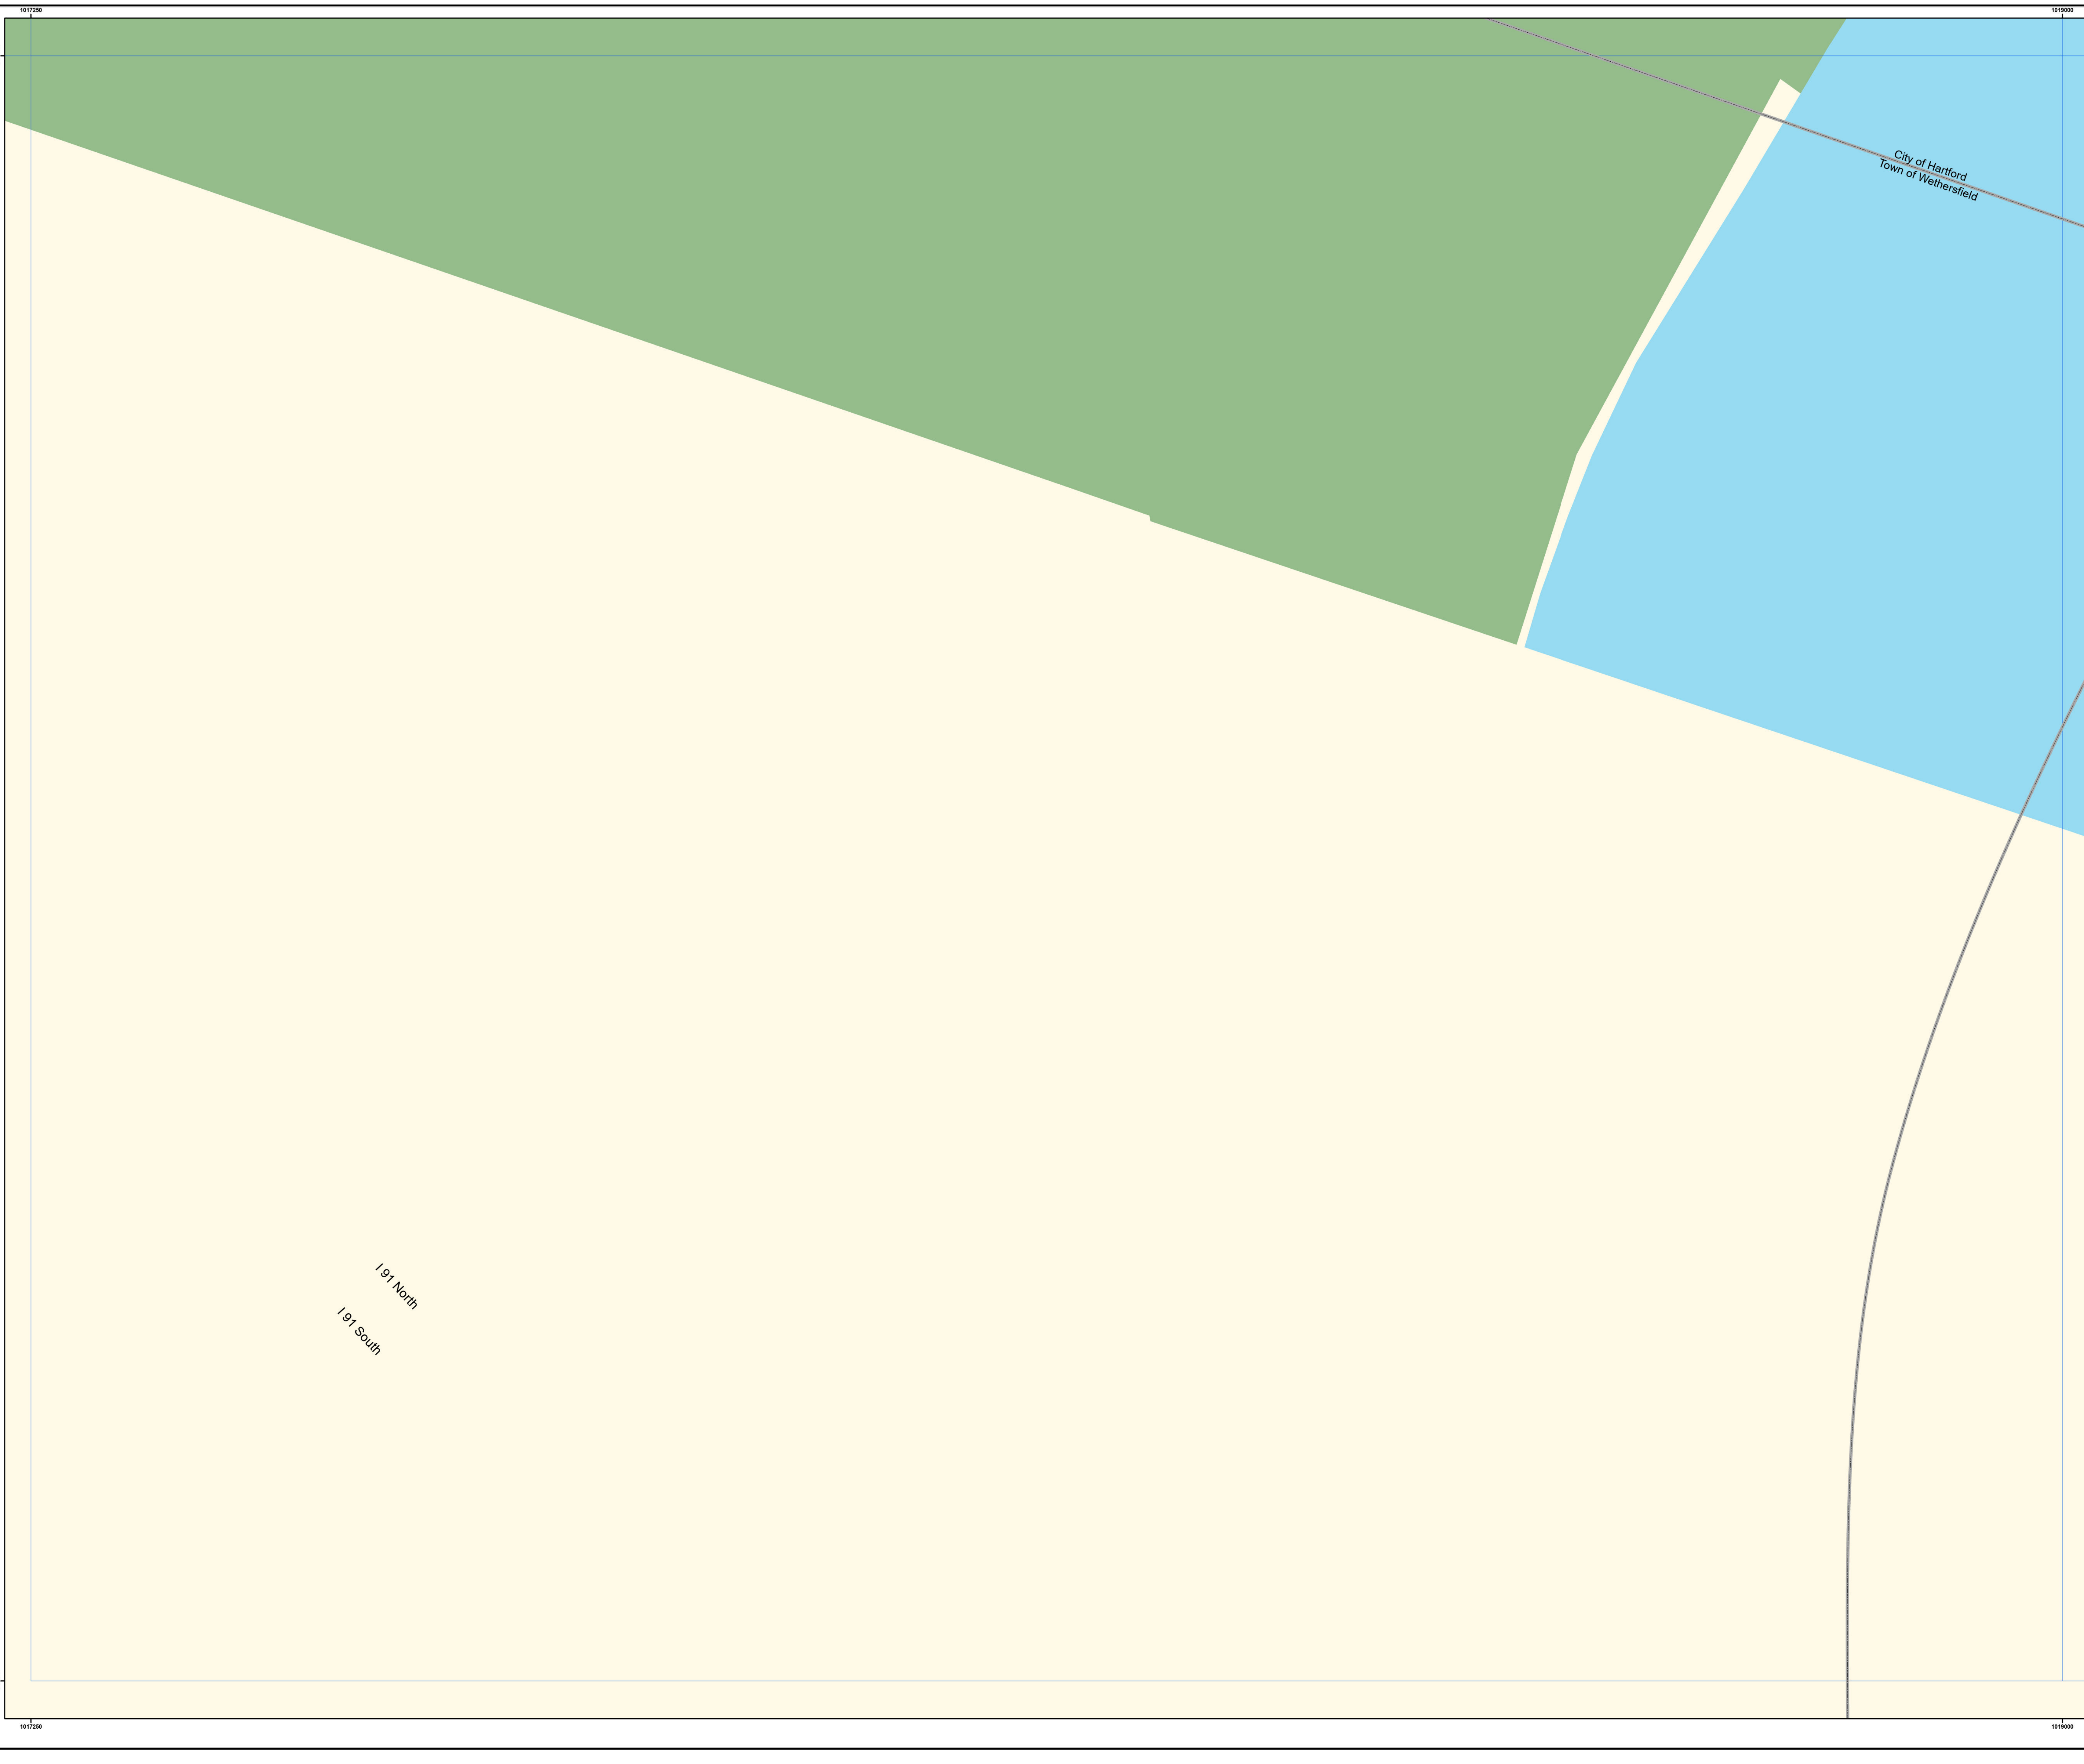 1017250
1019000
City of Hartford
Town of Wethersfield
I 91 North
I 91 South
1017250
1019000